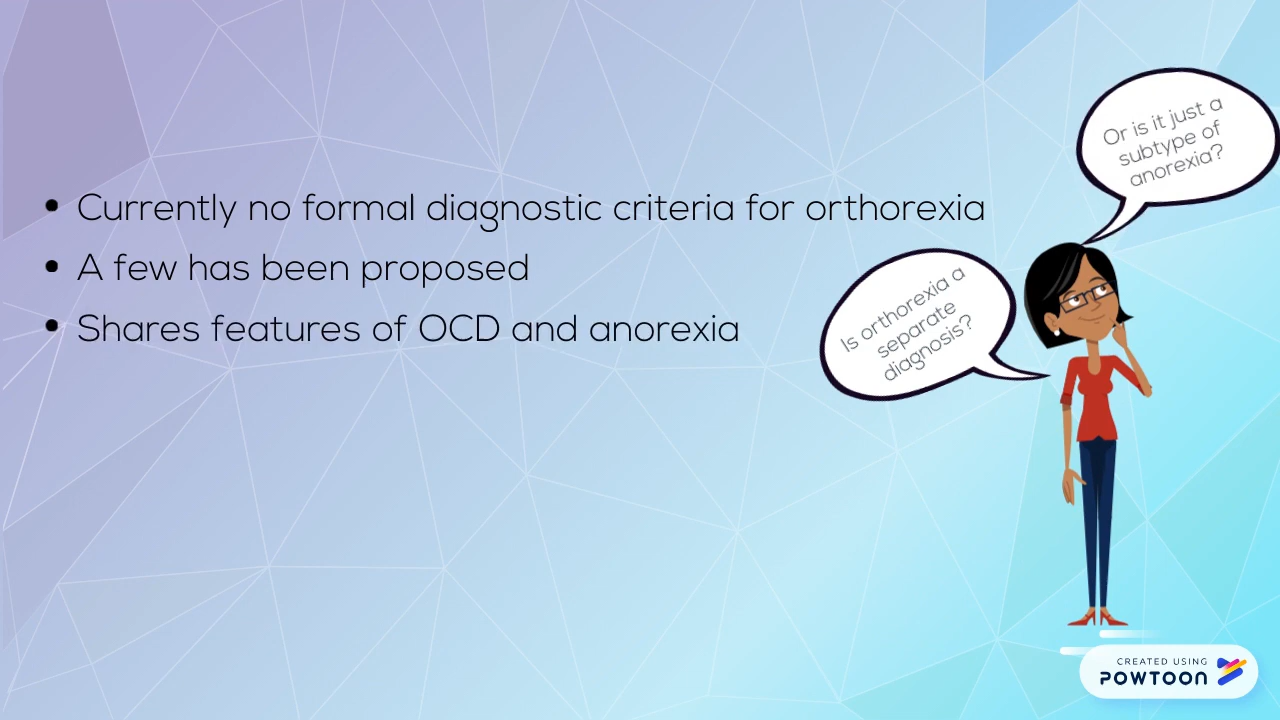 • Currently no formal diagnostic criteria for orthorexia
• A few has been proposed
• Shares features of OCD and anorexia
Is orthorexia a
separate
diagnosis?
Or is it just a
subtype of
anorexia?
CREATED USING
POWTOON